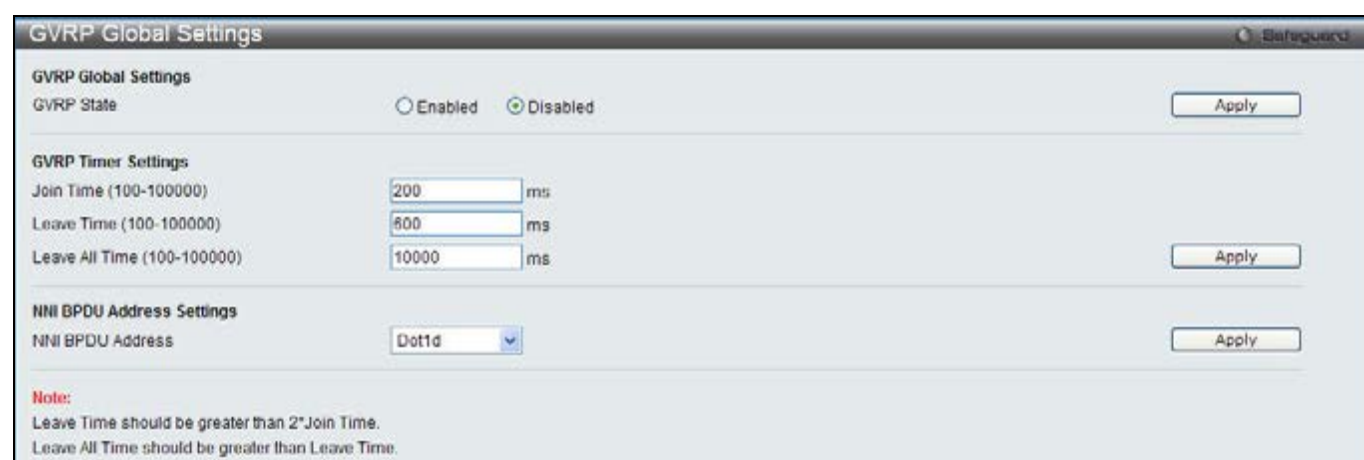 GVRP Global Settings
Safeguard
GVRP Global Settings
GVRP State Enabled Disabled Apply
GVRP Timer Settings
Join Time (100-100000) 200 ms
Leave Time (100-100000) 600 ms
Leave All Time (100-100000) 10000 ms Apply
NNI BPDU Address Settings
NNI BPDU Address Dot1d Apply
Note:
Leave Time should be greater than 2*Join Time.
Leave All Time should be greater than Leave Time.